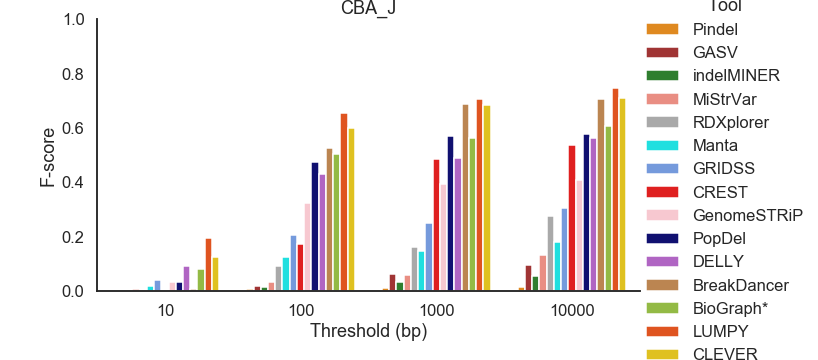 CBA_J
Tool
1.0
0.8
0.6
0.4
0.2
0.0
F-score
10
100
1000
10000
Threshold (bp)
Pindel
GASV
indelMINER
MiStrVar
RDXplorer
Manta
GRIDSS
CREST
GenomeSTRiP
PopDel
DELLY
BreakDancer
BioGraph*
LUMPY
CLEVER